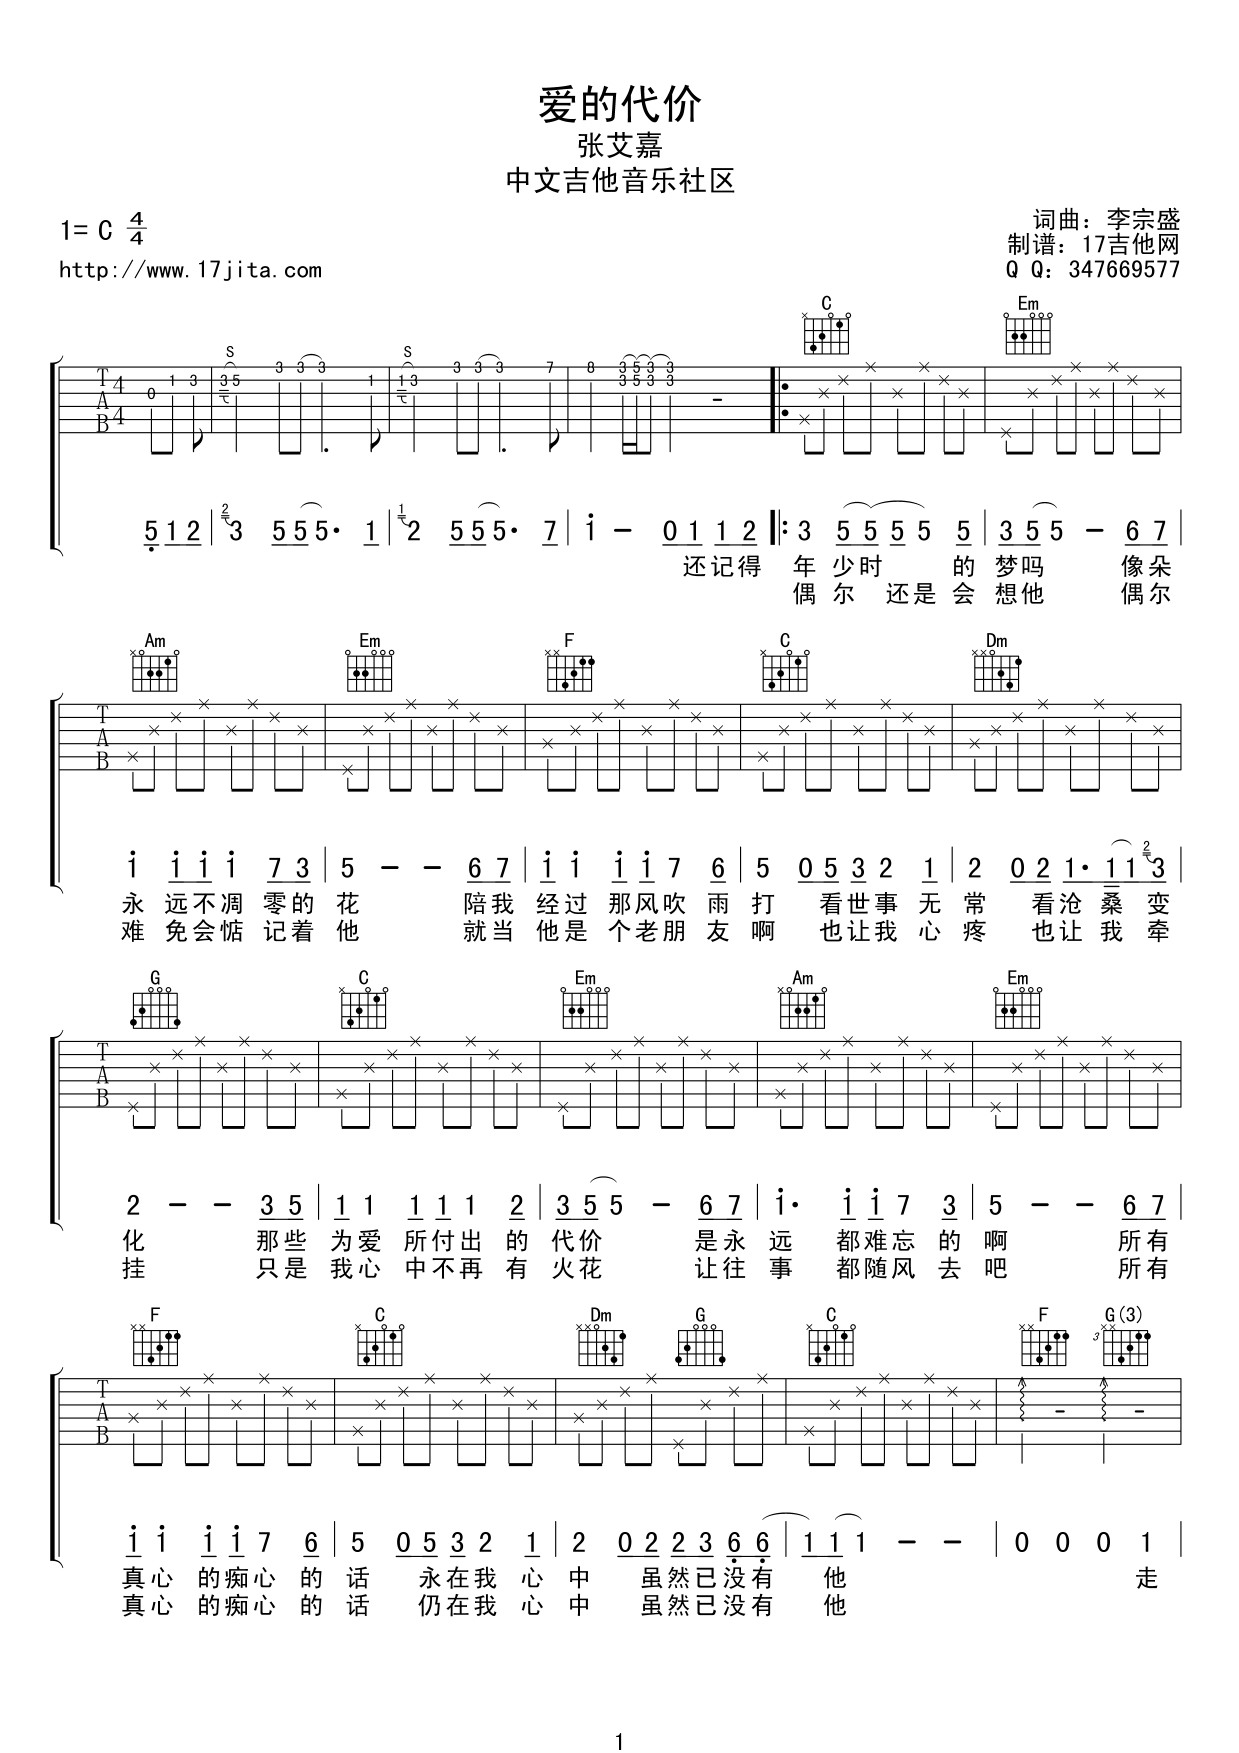 爱的代价
张艾嘉
中文吉他音乐社区
1= C 4/4
词曲：李宗盛
制谱：17吉他网
http://www.17jita.com
Q Q：347669577
C Em
S S
T A B 4 4
0 1 3 3 5 3 3 3 1 1 3 3 3 3 7 8 3 5 3 3 3 5 3 3 -
5 1 2 | 2 3 5 5 5· 1 | 1 2 5 5 5· 7 | i - 0 1 1 2 |: 3 5 5 5 5 5 | 3 5 5 - 6 7 |
还记得 年 少时 的 梦吗 像朵
偶 尔 还是 会 想他 偶尔
Am Em F C Dm
T A B
i i i i 7 3 | 5 - - 6 7 | i i i i 7 6 | 5 0 5 3 2 1 | 2 0 2 1· 1 1 2 3 |
永 远不凋 零的 花 陪我 经过 那风吹 雨 打 看世事 无 常 看沧 桑 变
难 免会惦 记着 他 就当 他是 个老朋 友 啊 也让我 心 疼 也让 我 牵
G C Em Am Em
T A B
2 - - 3 5 | 1 1 1 1 1 2 | 3 5 5 - 6 7 | i· i i 7 3 | 5 - - 6 7 |
化 那些 为爱 所付出 的 代价 是永 远 都难忘 的 啊 所有
挂 只是 我心 中不再 有 火花 让往 事 都随风 去 吧 所有
F C Dm G C F G(3)
3
T A B
i i i i 7 6 | 5 0 5 3 2 1 | 2 0 2 2 3 6 6 | 1 1 1 - - | 0 0 0 1 |
真心 的痴心 的 话 永在我 心 中 虽然已没有 他 走
真心 的痴心 的 话 仍在我 心 中 虽然已没有 他
1